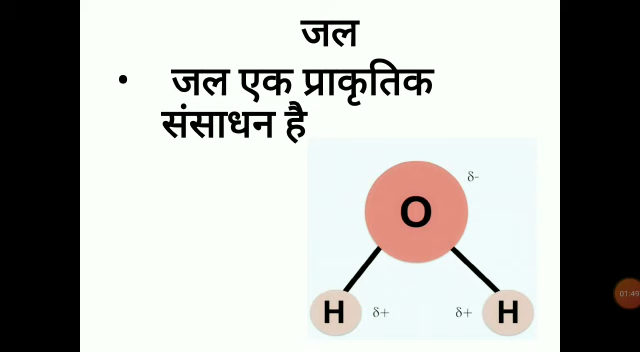 जल
• जल एक प्राकृतिक
संसाधन है
δ-
O
H δ+ δ+ H
01:49